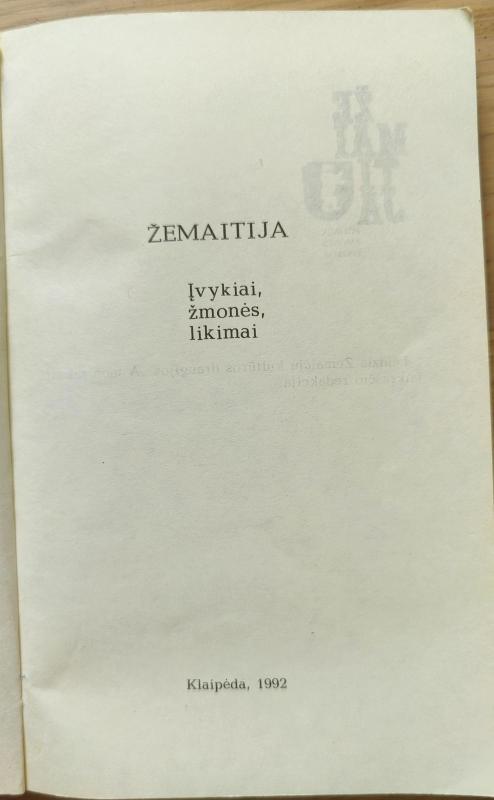 ŽEMAITIJA
Įvykiai,
žmonės,
likimai
Klaipėda, 1992